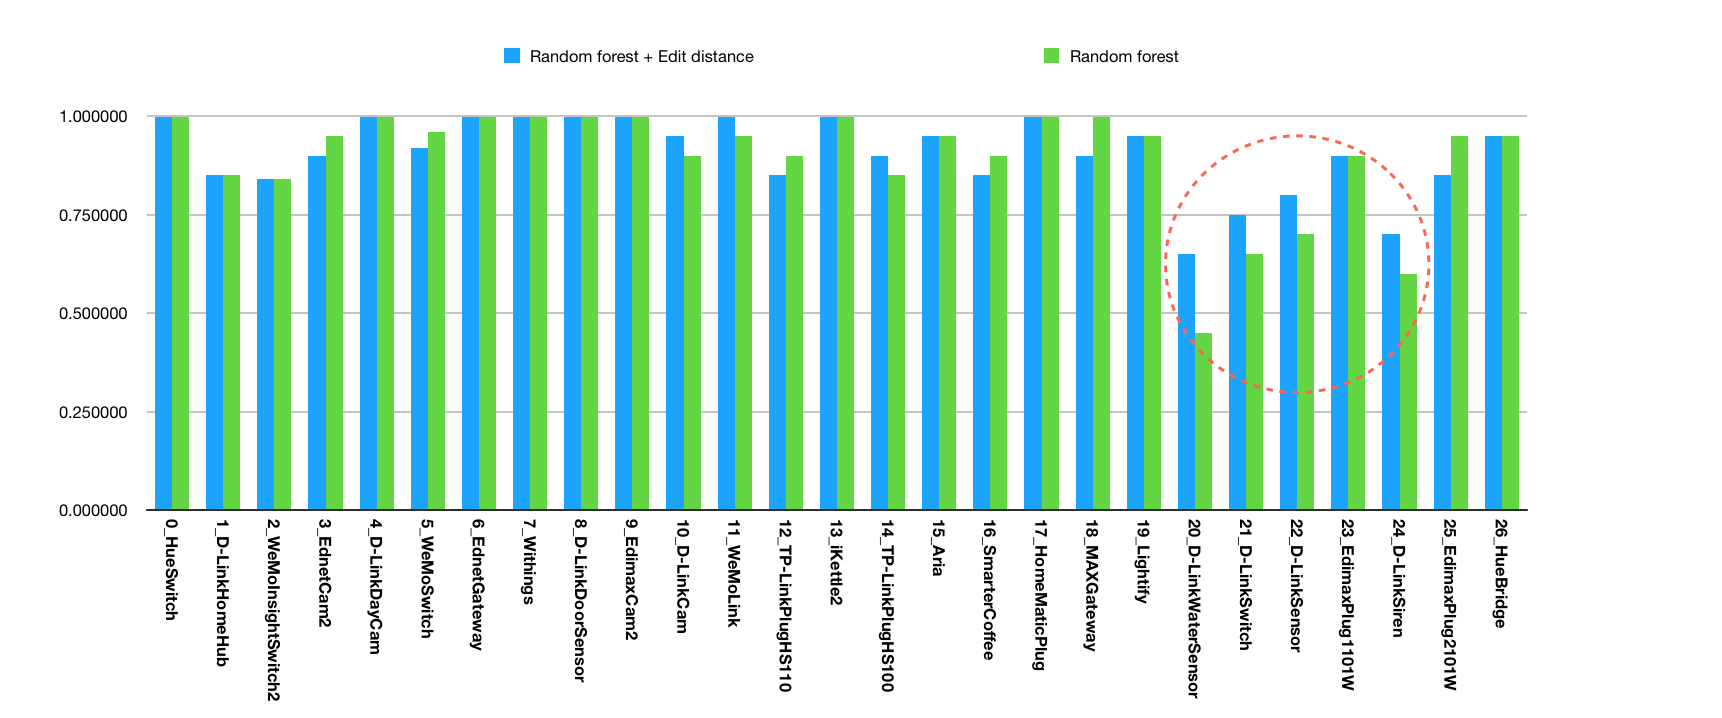 Random forest + Edit distance
Random forest
1.000000
0.750000
0.500000
0.250000
0.000000
0_HueSwitch
1_D-LinkHomeHub
2_WeMoInsightSwitch2
3_EdnetCam2
4_D-LinkDayCam
5_WeMoSwitch
6_EdnetGateway
7_Withings
8_D-LinkDoorSensor
9_EdimaxCam2
10_D-LinkCam
11_WeMoLink
12_TP-LinkPlugHS110
13_iKettle2
14_TP-LinkPlugHS100
15_Aria
16_SmarterCoffee
17_HomeMaticPlug
18_MAXGateway
19_Lightify
20_D-LinkWaterSensor
21_D-LinkSwitch
22_D-LinkSensor
23_EdimaxPlug1101W
24_D-LinkSiren
25_EdimaxPlug2101W
26_HueBridge